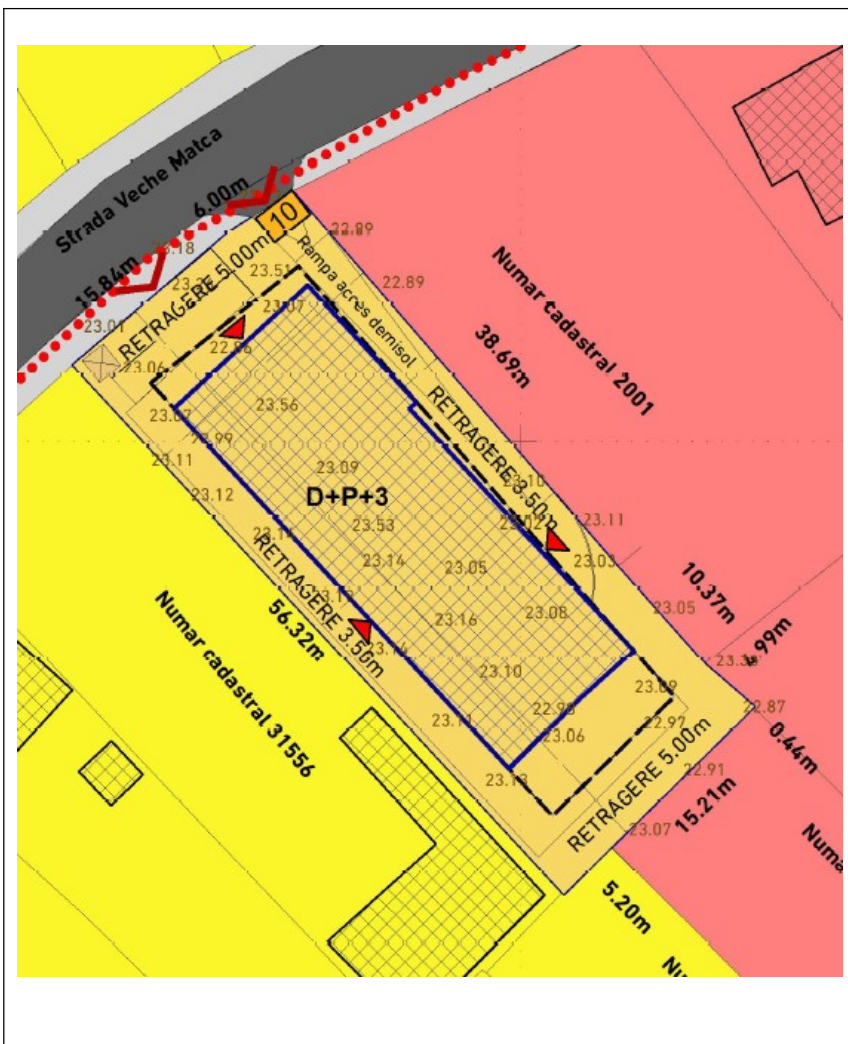 Strada Veche Matca
6.00m
15.84m
10
RETRAGERE 5.00m
Rampa acces demisol
22.89
22.89
38.69m
Numar cadastral 2001
RETRAGERE 3.50m
23.51
23.07
23.01
23.06
23.07
22.99
23.11
23.12
23.56
23.09
D+P+3
23.53
23.14
23.05
23.10
23.02
23.11
23.03
23.08
23.05
10.37m
23.16
23.10
RETRAGERE 3.50m
56.32m
Numar cadastral 31556
23.11
23.13
22.98
23.06
23.09
22.97
22.87
0.44m
22.91
15.21m
RETRAGERE 5.00m
23.07
5.20m